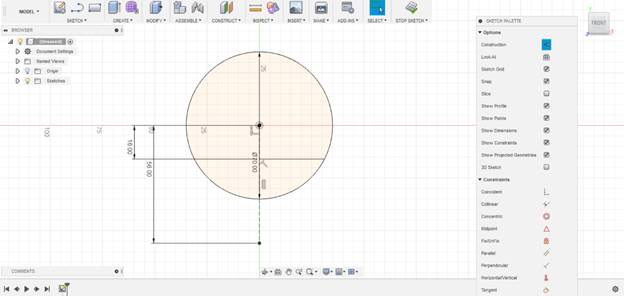 MODEL
SKETCH
CREATE
MODIFY
ASSEMBLE
CONSTRUCT
INSPECT
INSERT
MAKE
ADD-INS
SELECT
STOP SKETCH
BROWSER
(Unsaved)
Document Settings
Named Views
Origin
Sketches
FRONT
SKETCH PALETTE
Options
Construction
Look At
Sketch Grid
Snap
Slice
Show Profile
Show Points
Show Dimensions
Show Constraints
Show Projected Geometries
3D Sketch
Constraints
Coincident
Collinear
Concentric
Midpoint
Fix/UnFix
Parallel
Perpendicular
Horizontal/Vertical
Tangent
25
100
75
25
16.00
56.00
Ø70.00
COMMENTS